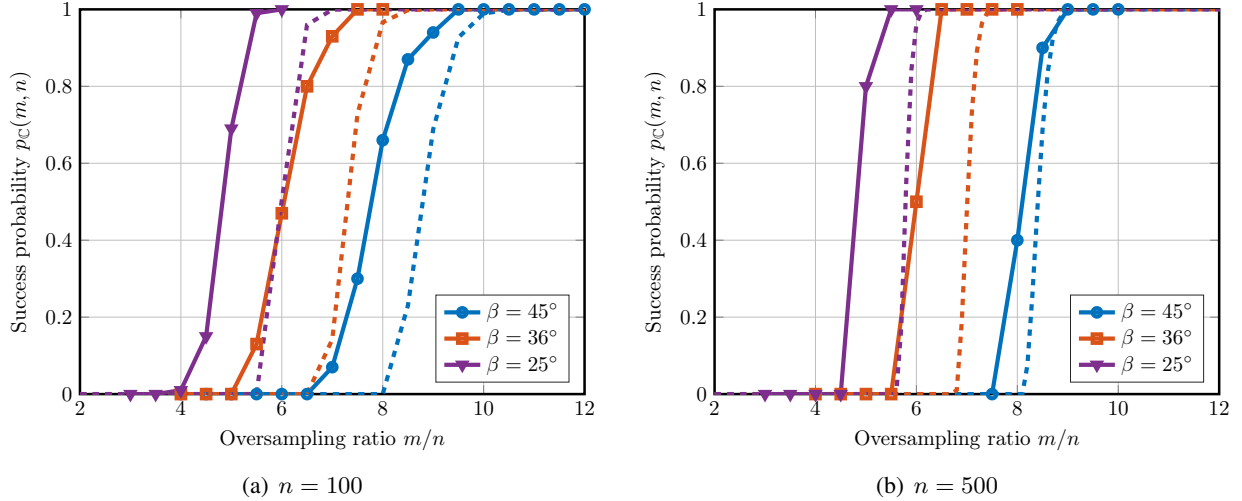 1
0.8
0.6
0.4
0.2
0
2 4 6 8 10 12
Success probability p_ℂ(m, n)
Oversampling ratio m/n
β = 45°
β = 36°
β = 25°
(a) n = 100
1
0.8
0.6
0.4
0.2
0
2 4 6 8 10 12
Success probability p_ℂ(m, n)
Oversampling ratio m/n
β = 45°
β = 36°
β = 25°
(b) n = 500